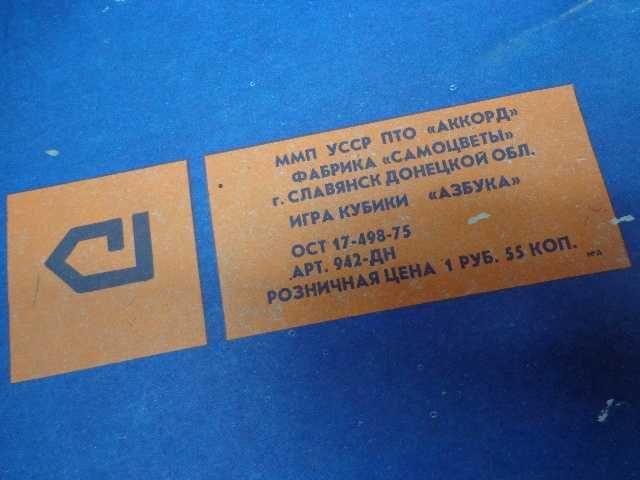 ММП УССР ПТО «АККОРД»
ФАБРИКА «САМОЦВЕТЫ»
г. СЛАВЯНСК ДОНЕЦКОЙ ОБЛ.
ИГРА КУБИКИ «АЗБУКА»
ОСТ 17-498-75
АРТ. 942-ДН
РОЗНИЧНАЯ ЦЕНА 1 РУБ. 55 КОП.